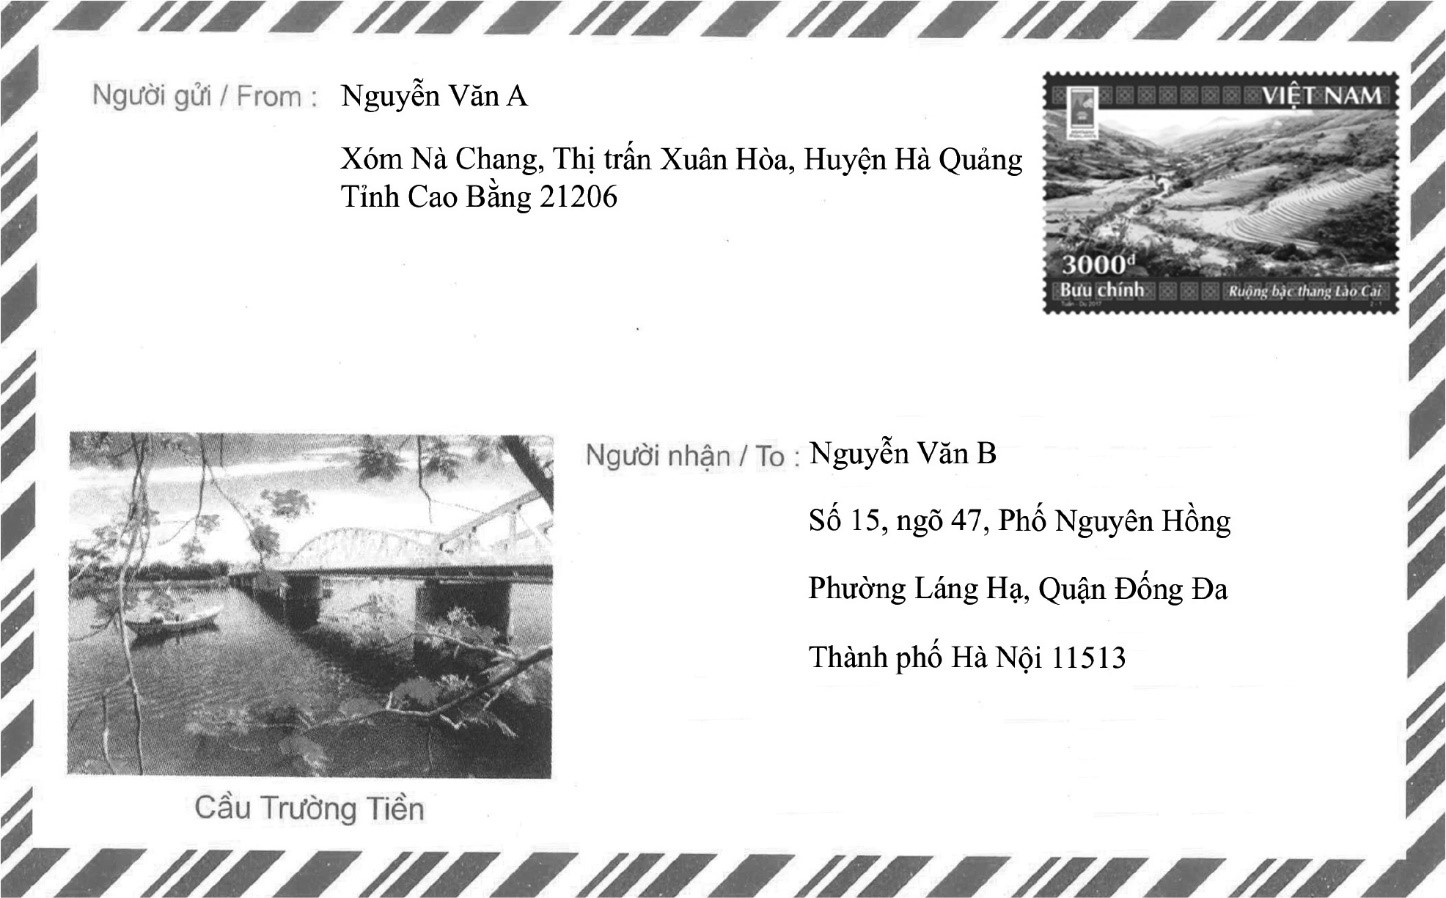 Người gửi / From : Nguyễn Văn A
Xóm Nà Chang, Thị trấn Xuân Hòa, Huyện Hà Quảng
Tỉnh Cao Bằng 21206
VIỆT NAM
3000đ
Bưu chính
Ruộng bậc thang Lào Cai
Người nhận / To : Nguyễn Văn B
Số 15, ngõ 47, Phố Nguyên Hồng
Phường Láng Hạ, Quận Đống Đa
Thành phố Hà Nội 11513
Cầu Trường Tiền